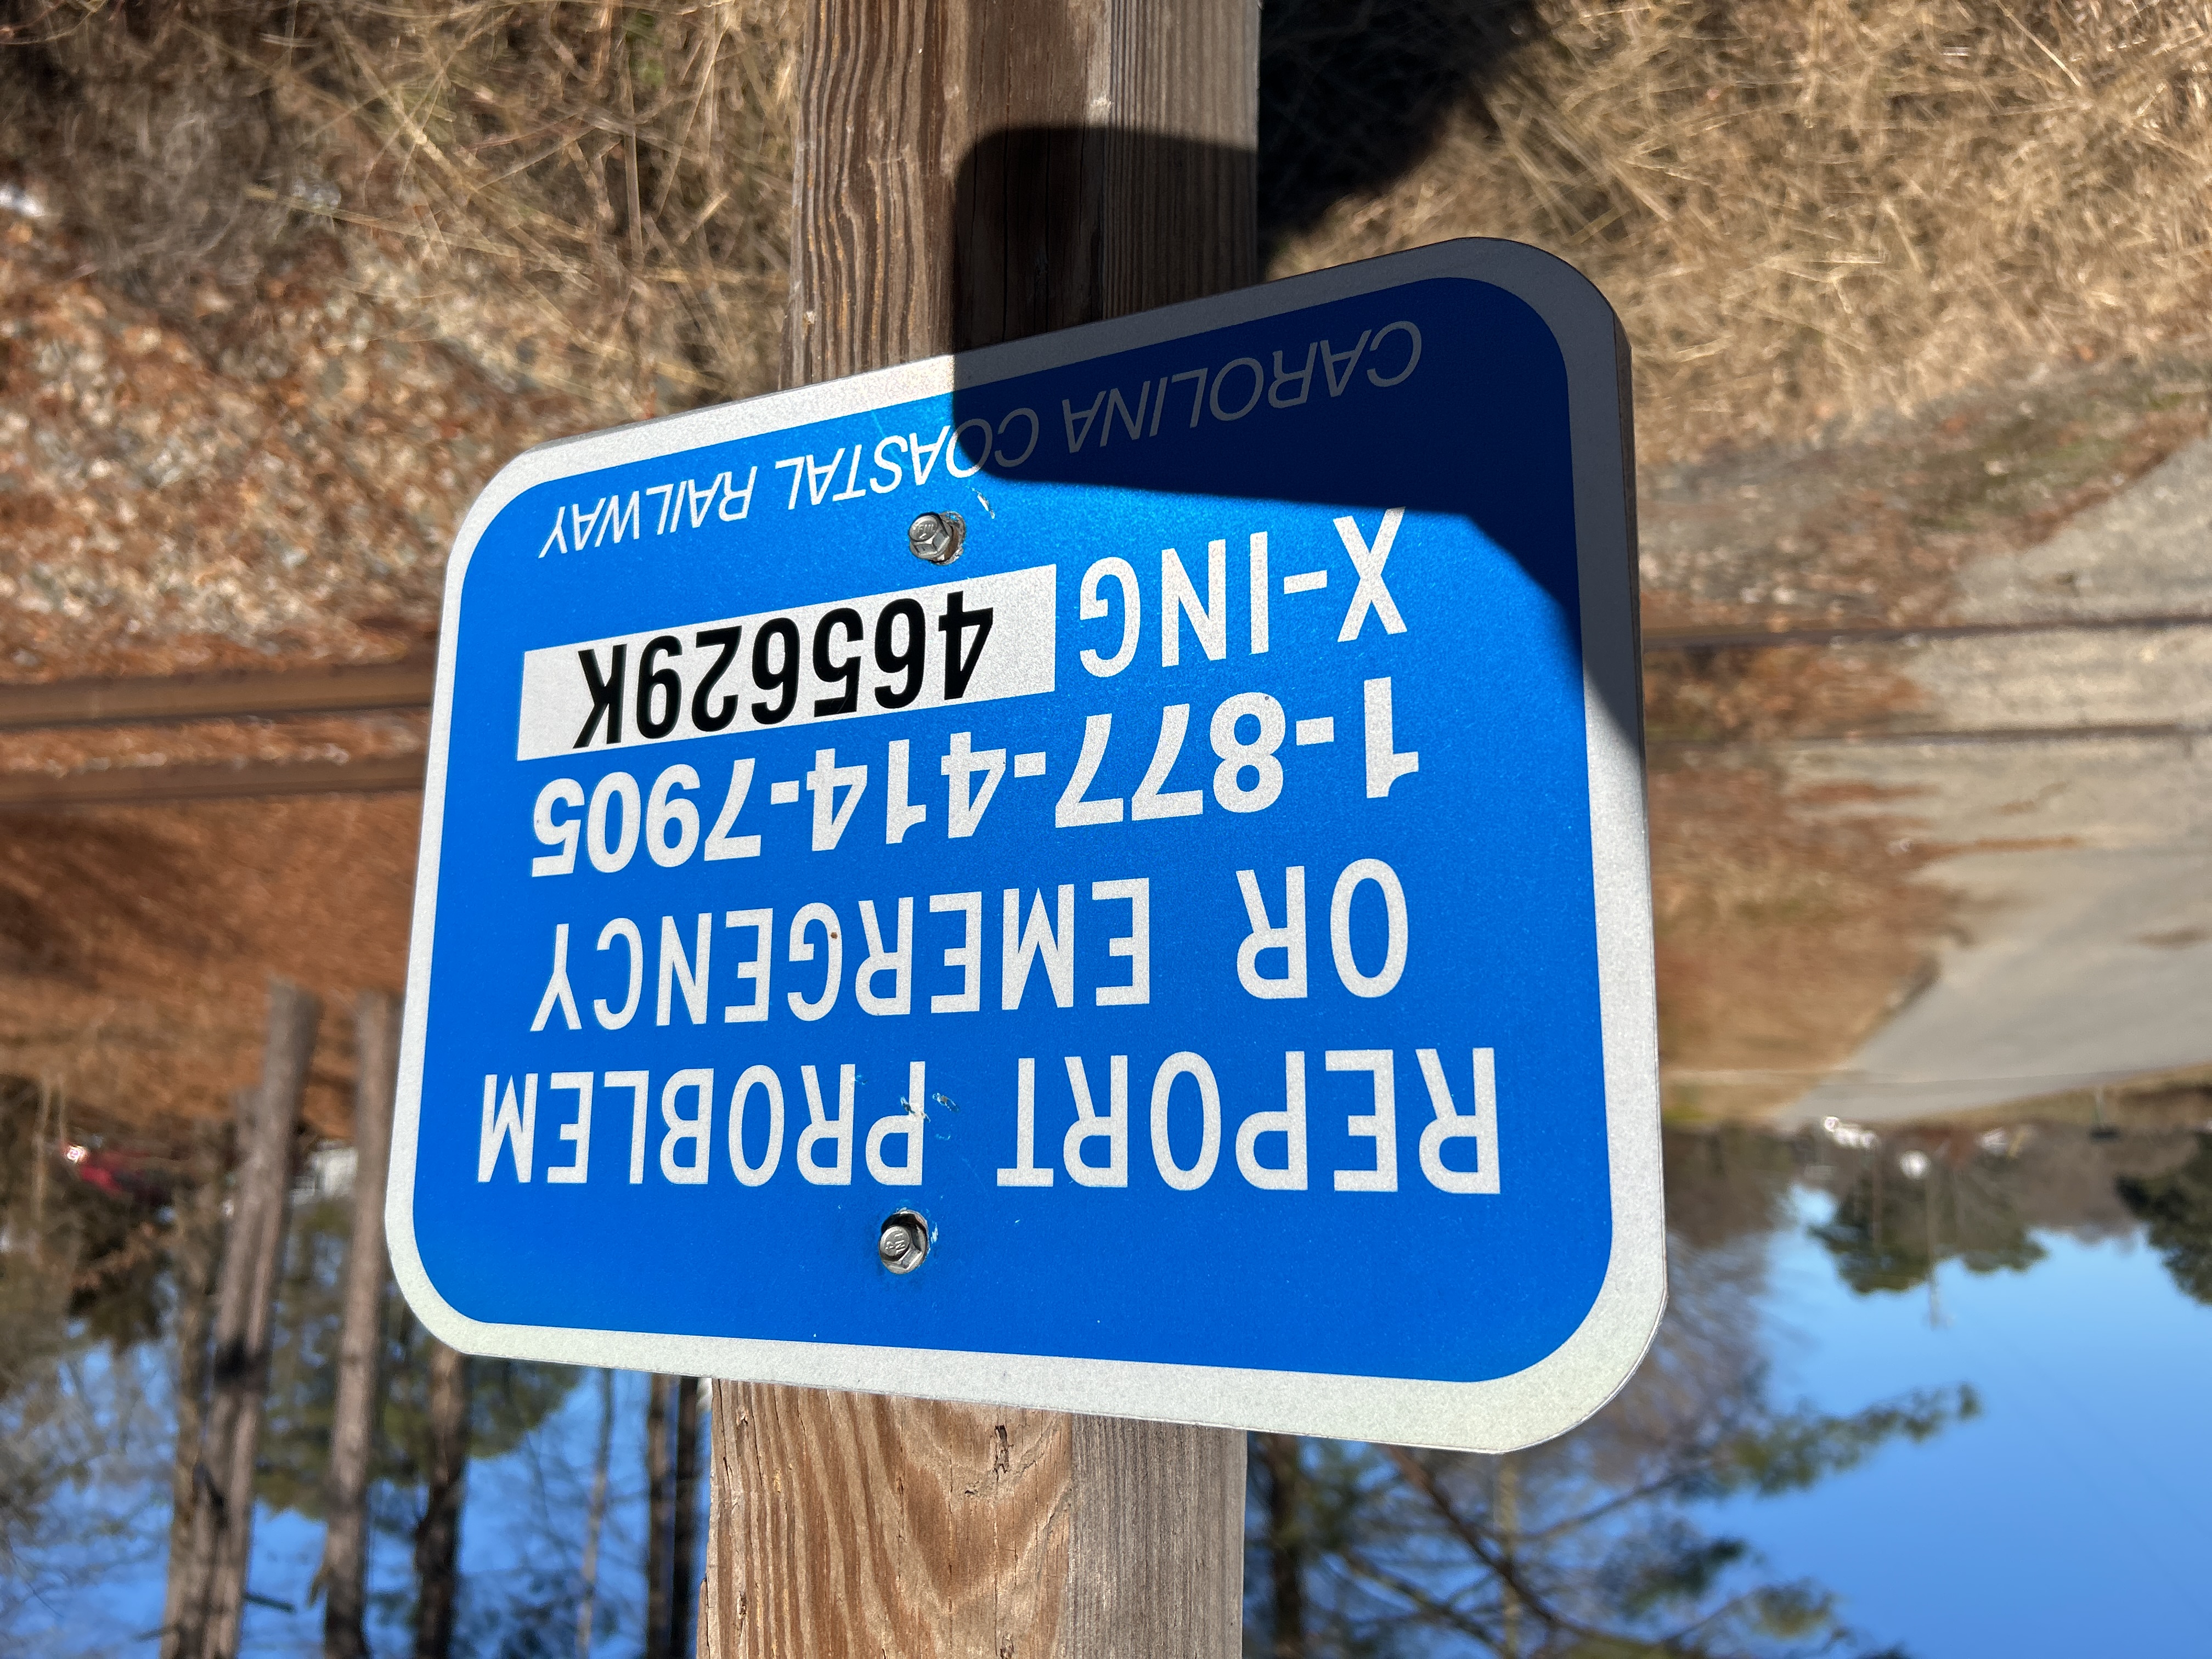 REPORT PROBLEM
OR EMERGENCY
1-877-414-7905
X-ING 465629K
CAROLINA COASTAL RAILWAY